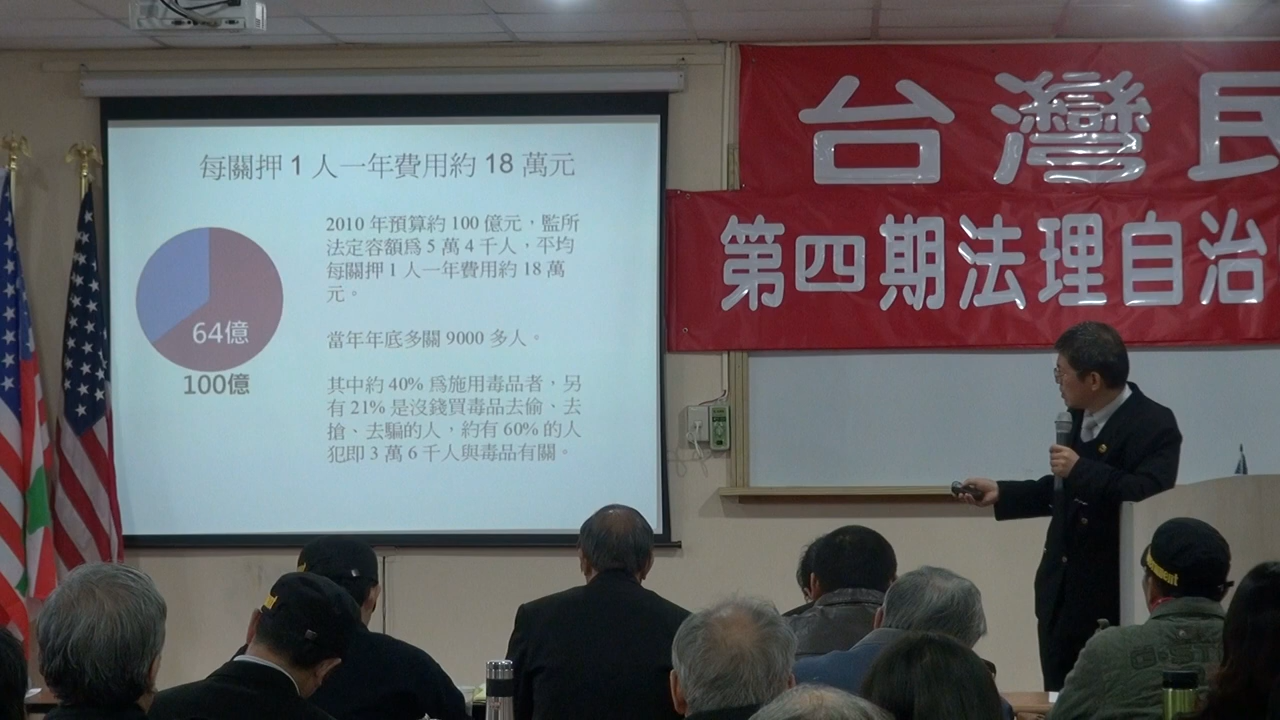 每關押 1 人一年費用約 18 萬元
2010 年預算約 100 億元，監所
法定容額爲 5 萬 4 千人，平均
每關押 1 人一年費用約 18 萬
元。
當年年底多關 9000 多人。
其中約 40% 爲施用毒品者，另
有 21% 是沒錢買毒品去偷、去
搶、去騙的人，約有 60% 的人
犯即 3 萬 6 千人與毒品有關。
64億
100億
台灣民
第四期法理自治